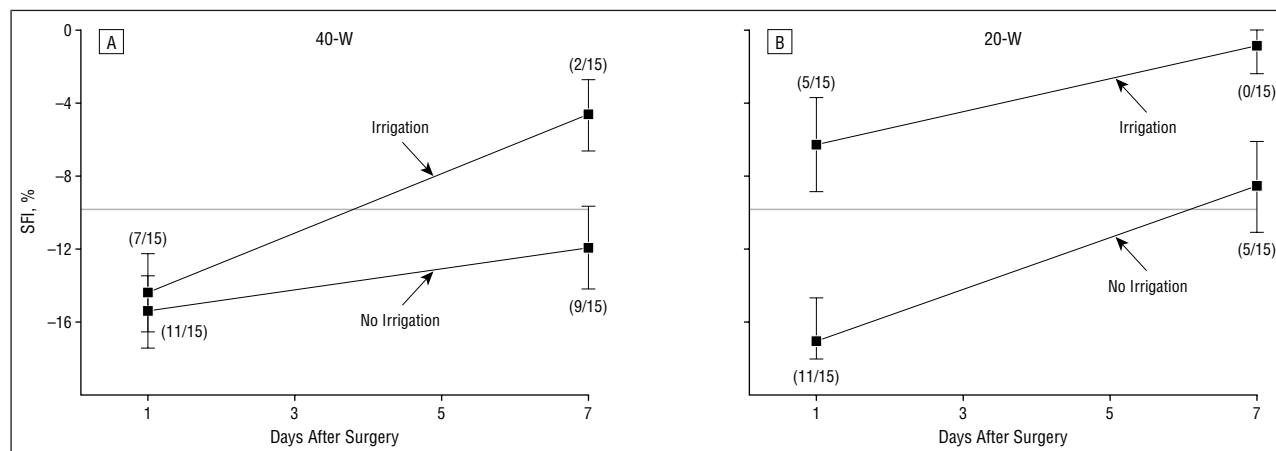 A
40-W
0
−4
−8
−12
−16
SFI, %
(2/15)
Irrigation
(7/15)
(11/15)
No Irrigation
(9/15)
1
3
5
7
Days After Surgery
B
20-W
(5/15)
(0/15)
Irrigation
(5/15)
No Irrigation
(11/15)
1
3
5
7
Days After Surgery